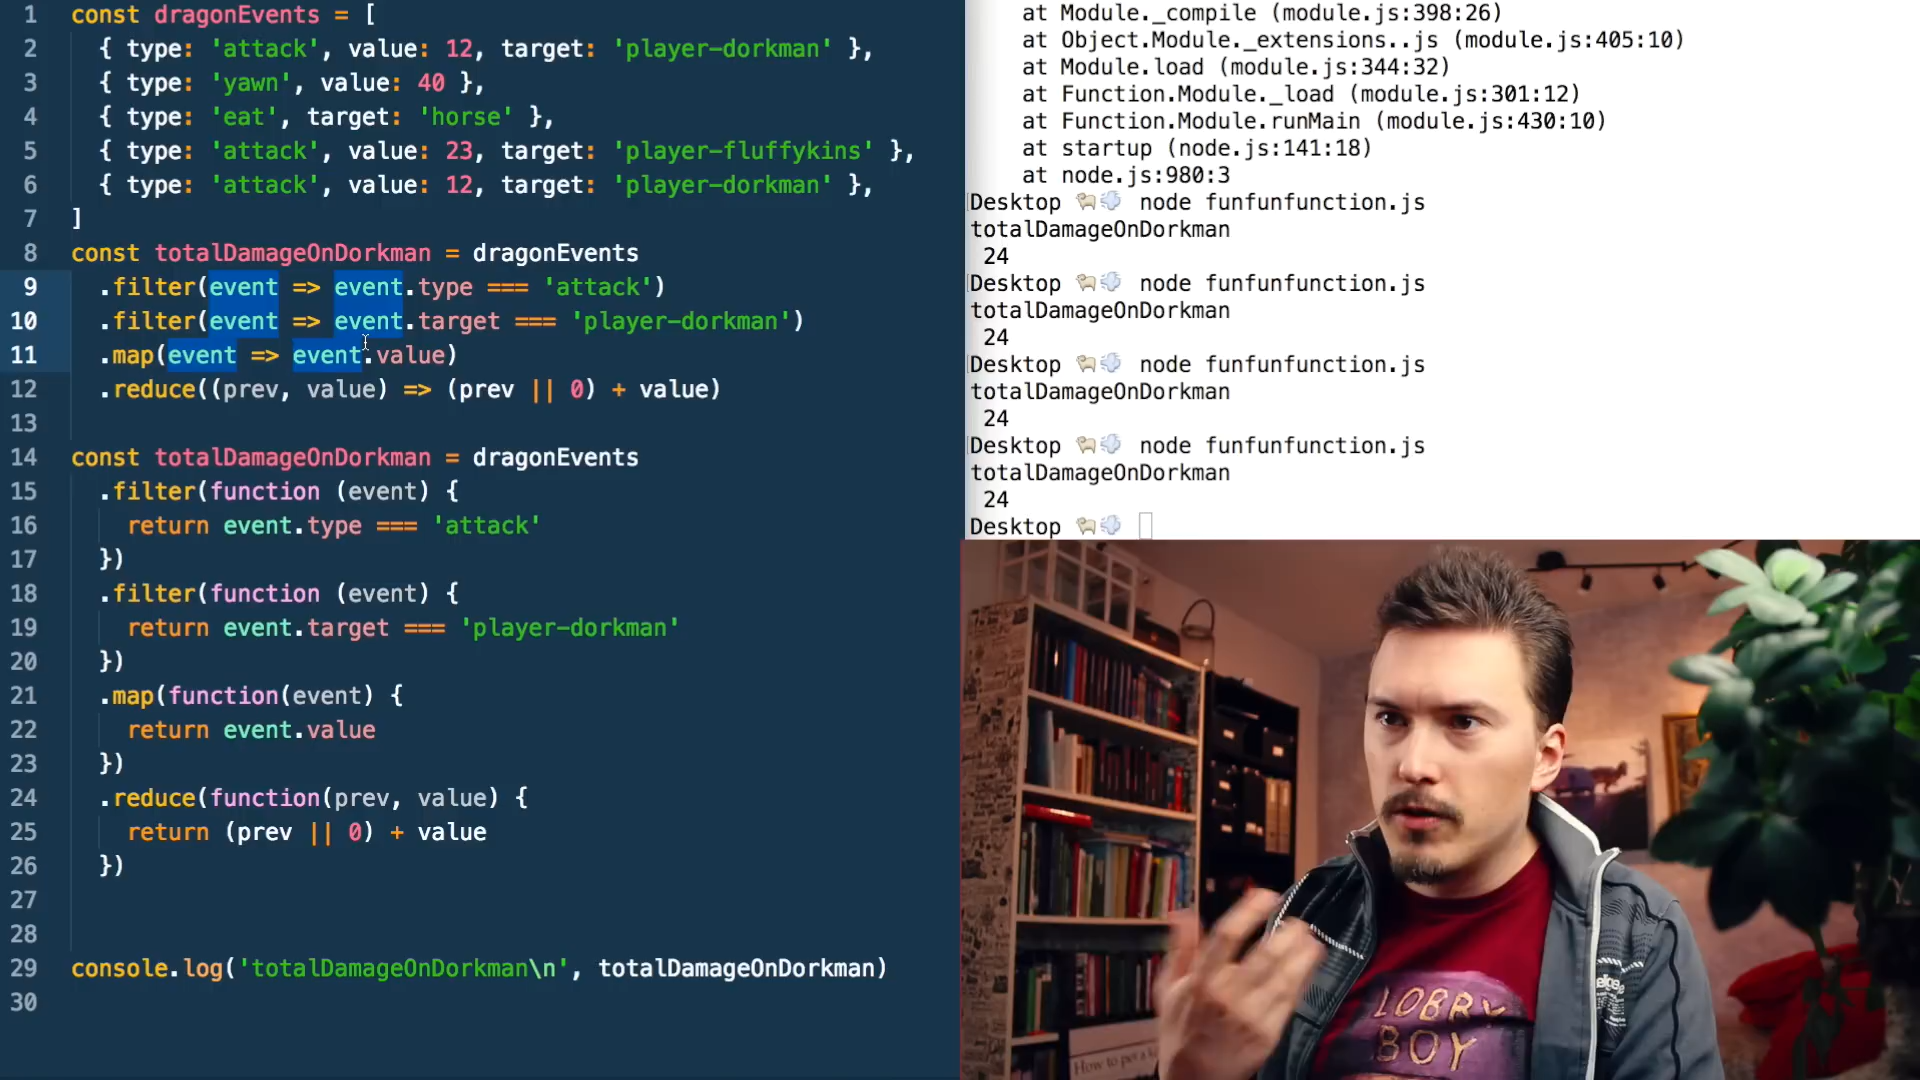 1 const dragonEvents = [
2 { type: 'attack', value: 12, target: 'player-dorkman' },
3 { type: 'yawn', value: 40 },
4 { type: 'eat', target: 'horse' },
5 { type: 'attack', value: 23, target: 'player-fluffykins' },
6 { type: 'attack', value: 12, target: 'player-dorkman' },
7 ]
8 const totalDamageOnDorkman = dragonEvents
9 .filter(event => event.type === 'attack')
10 .filter(event => event.target === 'player-dorkman')
11 .map(event => event.value)
12 .reduce((prev, value) => (prev || 0) + value)
13
14 const totalDamageOnDorkman = dragonEvents
15 .filter(function (event) {
16 return event.type === 'attack'
17 })
18 .filter(function (event) {
19 return event.target === 'player-dorkman'
20 })
21 .map(function(event) {
22 return event.value
23 })
24 .reduce(function(prev, value) {
25 return (prev || 0) + value
26 })
27
28
29 console.log('totalDamageOnDorkman\n', totalDamageOnDorkman)
30
at Module._compile (module.js:398:26)
at Object.Module._extensions..js (module.js:405:10)
at Module.load (module.js:344:32)
at Function.Module._load (module.js:301:12)
at Function.Module.runMain (module.js:430:10)
at startup (node.js:141:18)
at node.js:980:3
Desktop 🐑💨 node funfunfunction.js
totalDamageOnDorkman
24
Desktop 🐑💨 node funfunfunction.js
totalDamageOnDorkman
24
Desktop 🐑💨 node funfunfunction.js
totalDamageOnDorkman
24
Desktop 🐑💨 node funfunfunction.js
totalDamageOnDorkman
24
Desktop 🐑💨
LOBBY
BOY
How to pot a